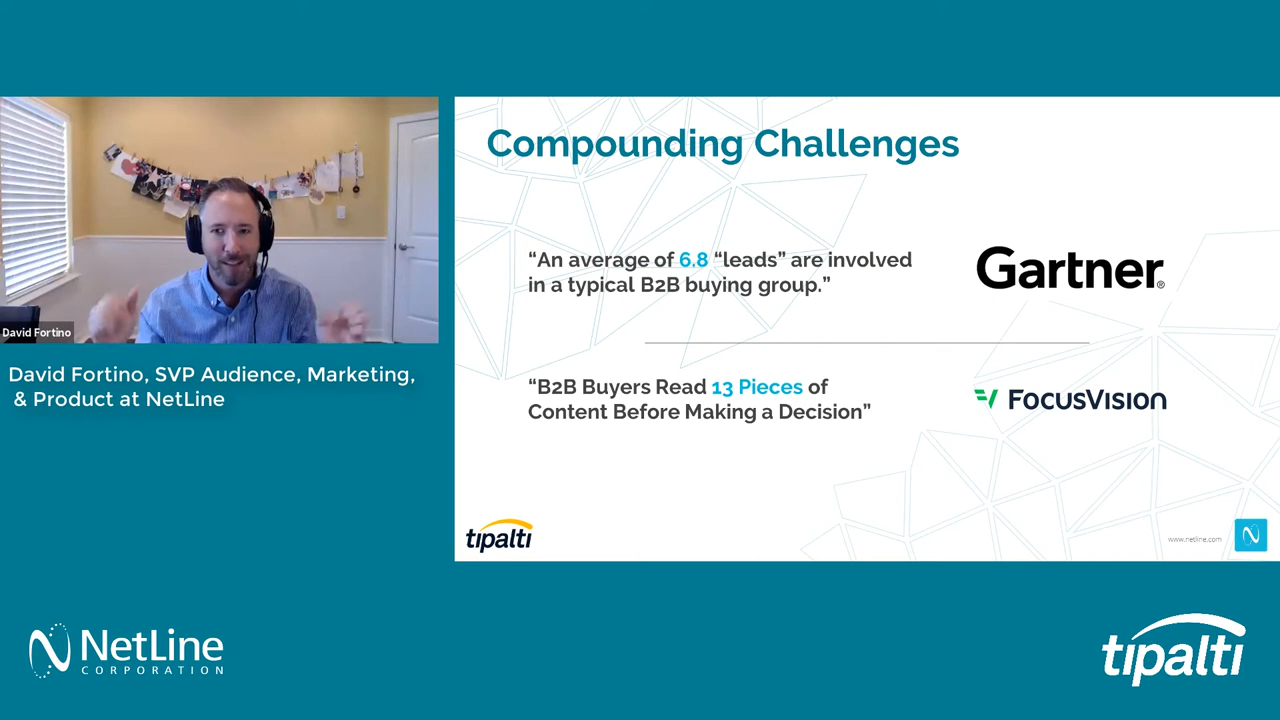 David Fortino
David Fortino, SVP Audience, Marketing,
& Product at NetLine
Compounding Challenges
“An average of 6.8 “leads” are involved
in a typical B2B buying group.”
Gartner®
“B2B Buyers Read 13 Pieces of
Content Before Making a Decision”
FocusVision
tipalti
www.netline.com
NetLine
CORPORATION
tipalti